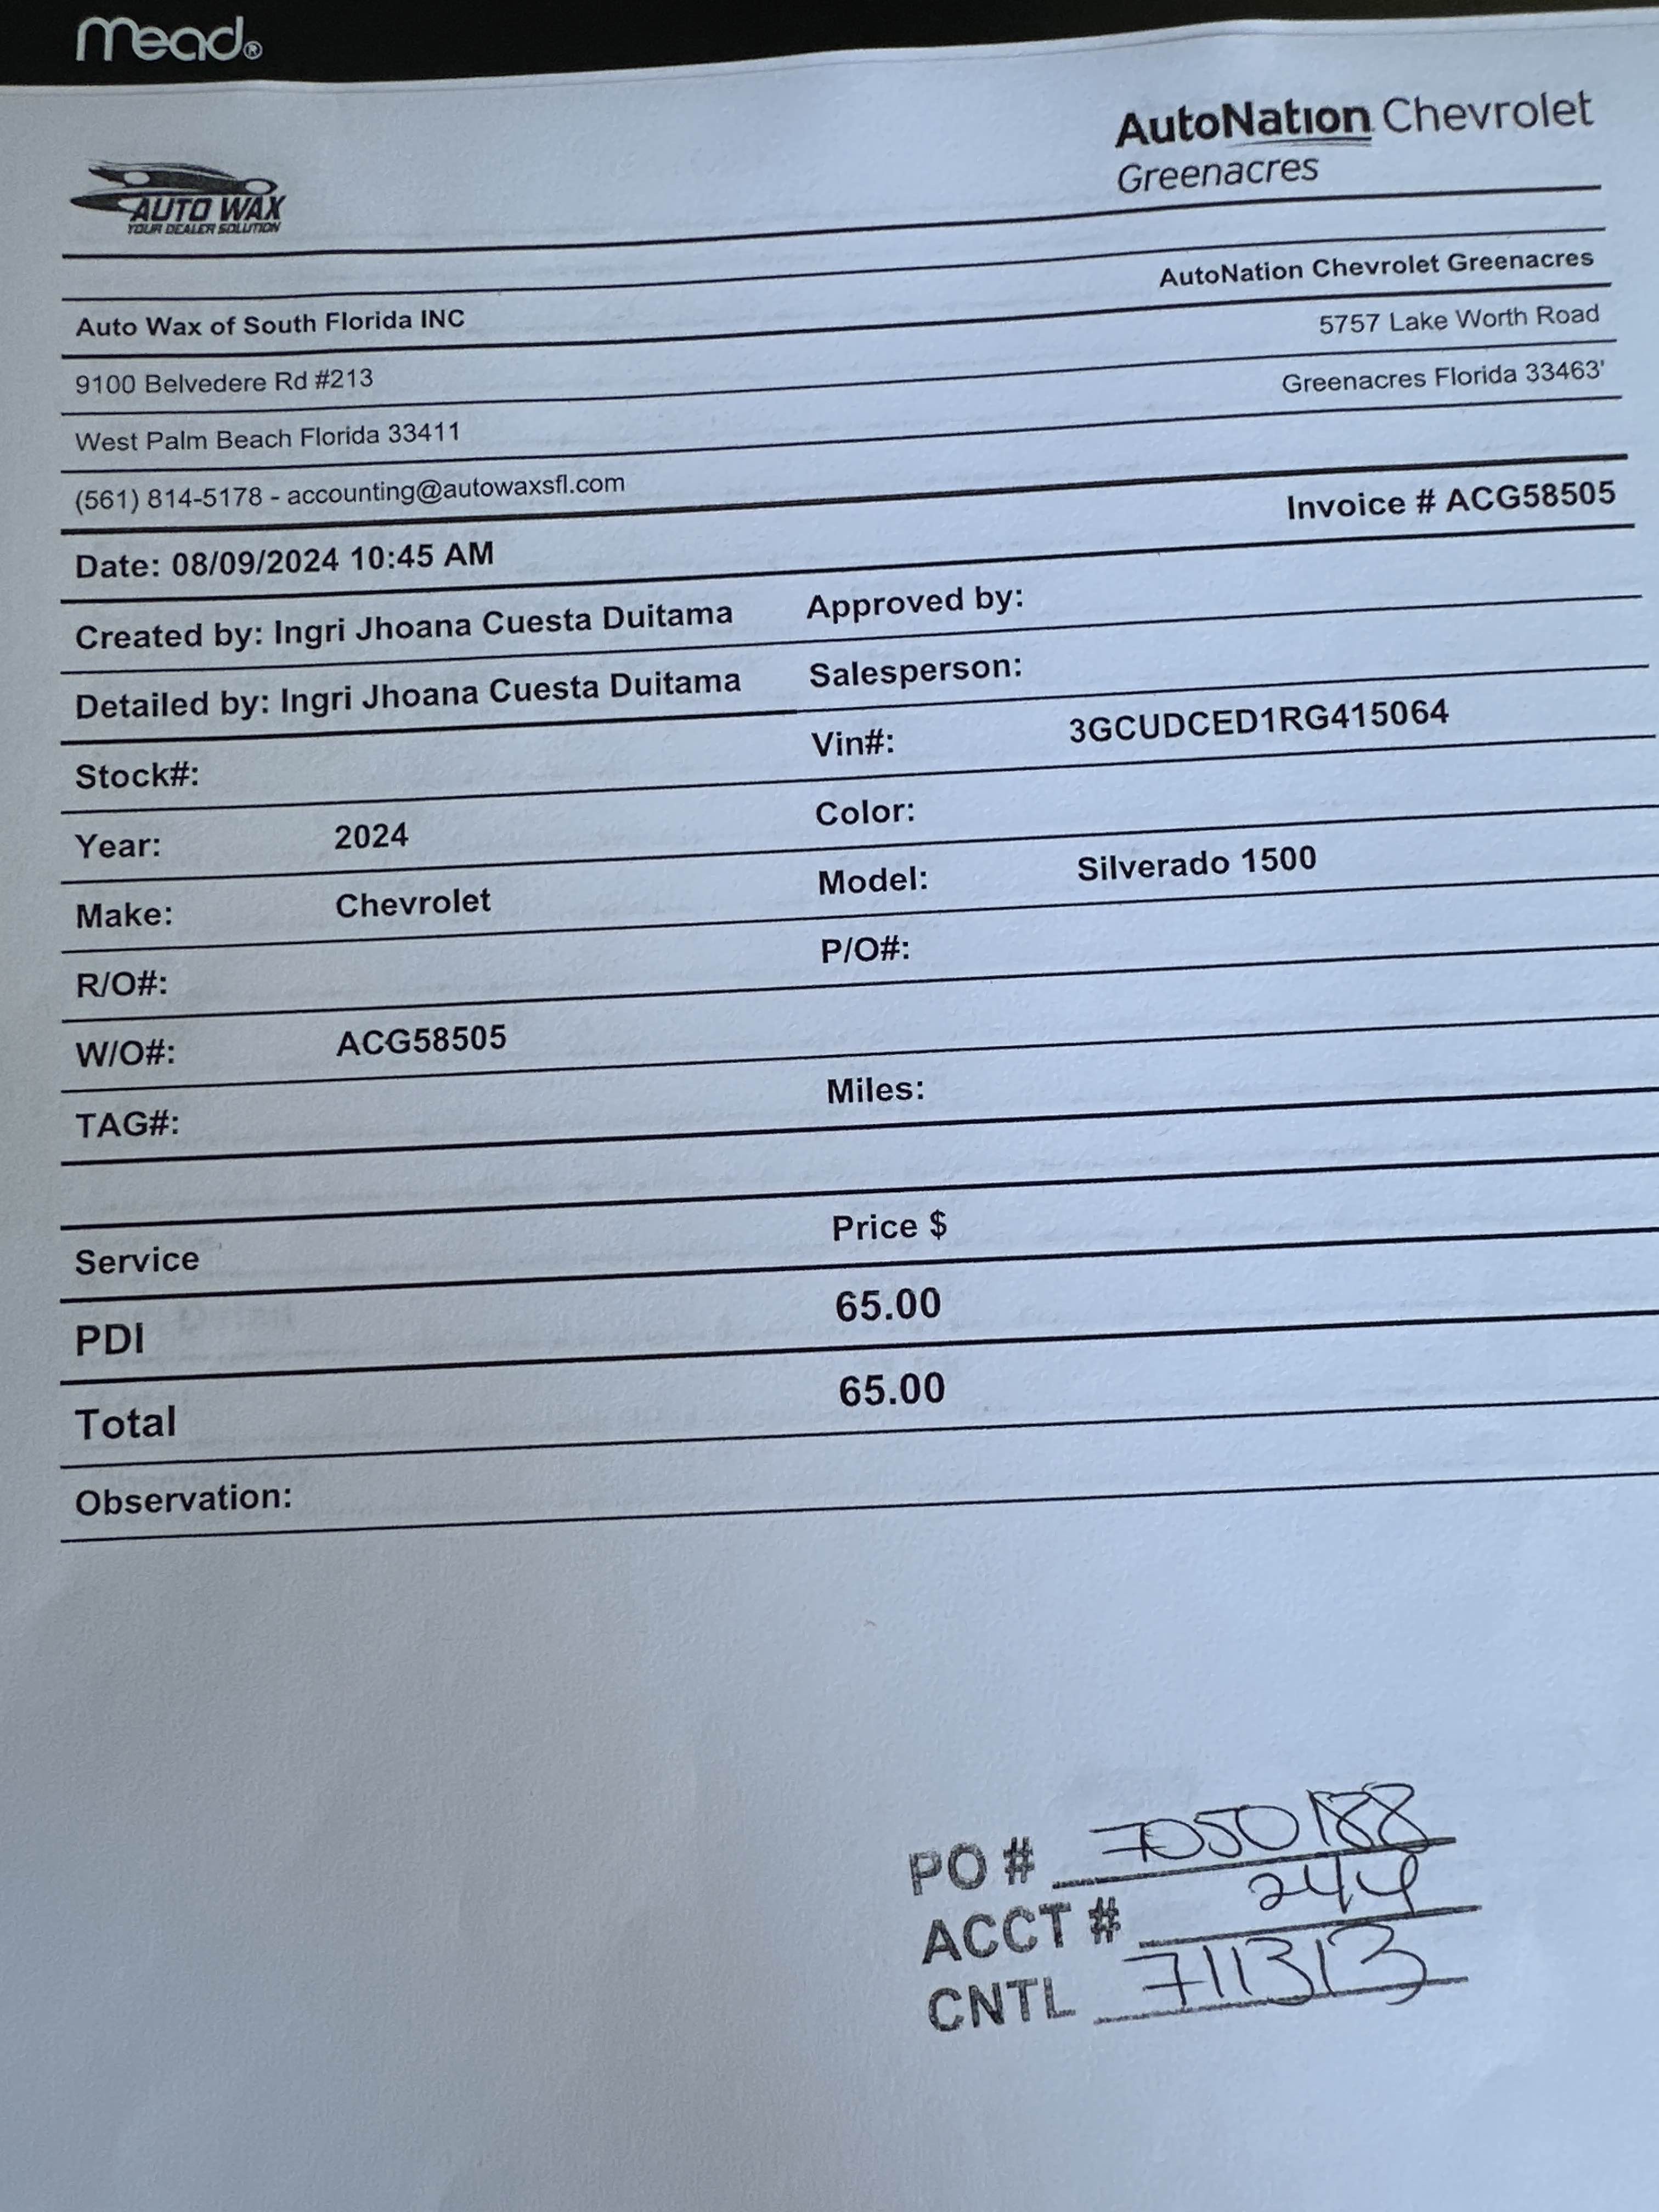 mead®
AutoNation Chevrolet
Greenacres
AUTO WAX
YOUR DEALER SOLUTION
AutoNation Chevrolet Greenacres
Auto Wax of South Florida INC
5757 Lake Worth Road
9100 Belvedere Rd #213
Greenacres Florida 33463'
West Palm Beach Florida 33411
(561) 814-5178 - accounting@autowaxsfl.com
Invoice # ACG58505
Date: 08/09/2024 10:45 AM
Created by: Ingri Jhoana Cuesta Duitama Approved by:
Detailed by: Ingri Jhoana Cuesta Duitama Salesperson:
Stock#: Vin#: 3GCUDCED1RG415064
Year: 2024 Color:
Make: Chevrolet Model: Silverado 1500
R/O#: P/O#:
W/O#: ACG58505
TAG#: Miles:
Service Price $
PDI 65.00
Total 65.00
Observation:
PO # 7050188
ACCT # 244
CNTL 711313